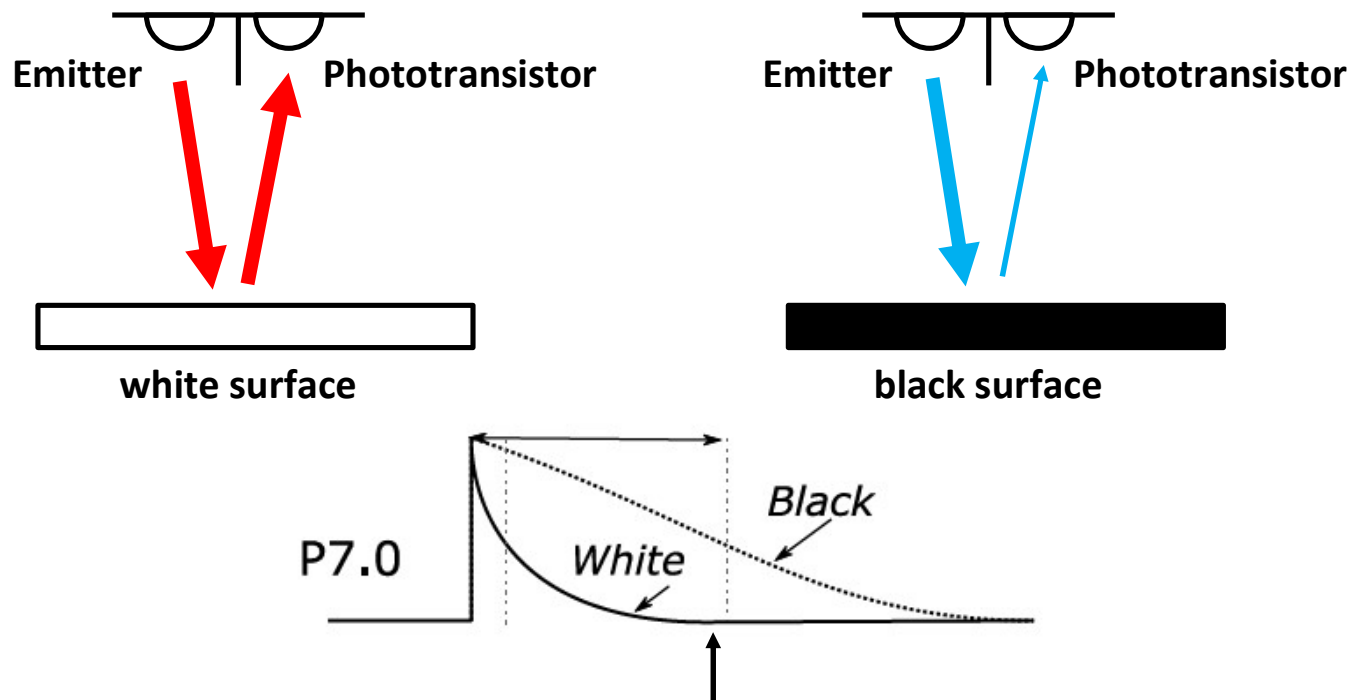 Emitter Phototransistor
Emitter Phototransistor
white surface
black surface
Black
White
P7.0